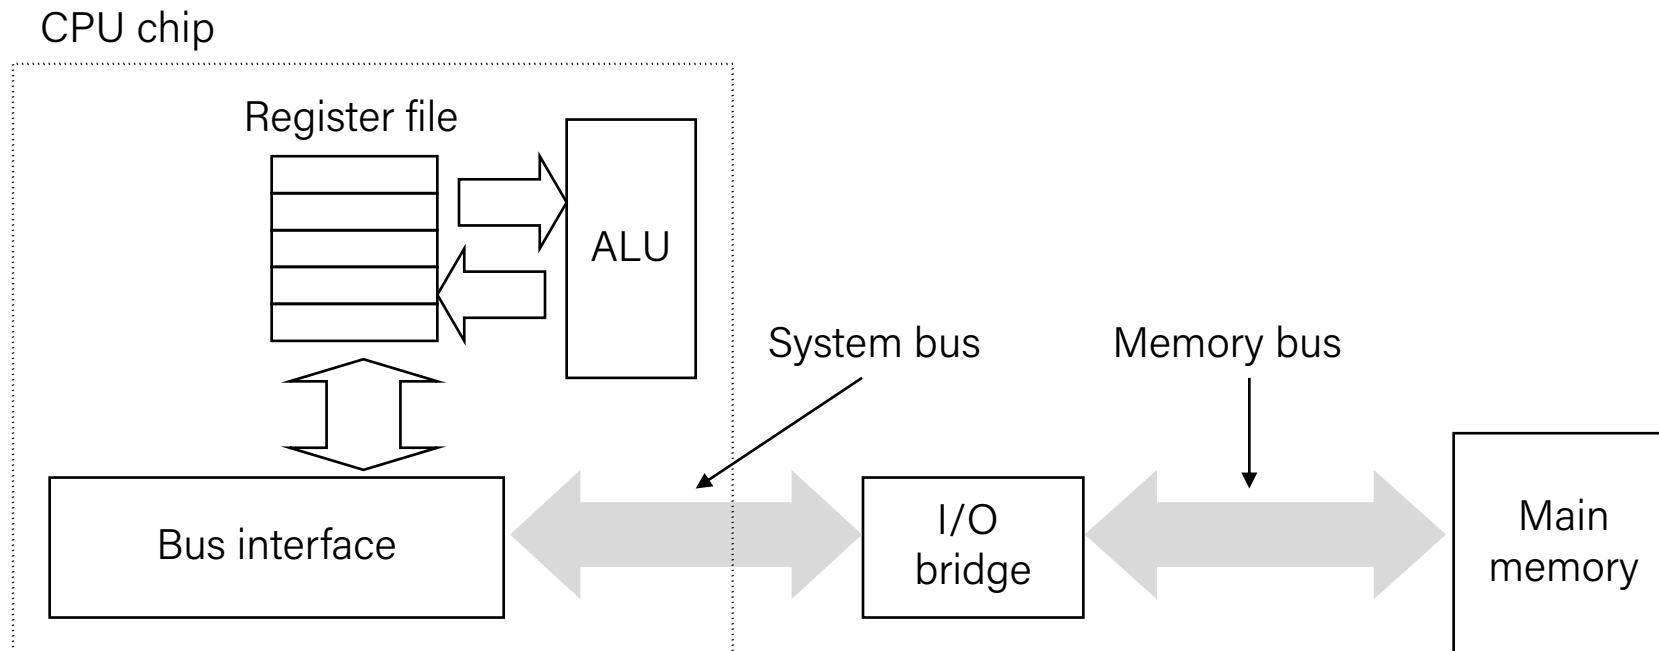 CPU chip
Register file
ALU
System bus
Memory bus
Bus interface
I/O
bridge
Main
memory